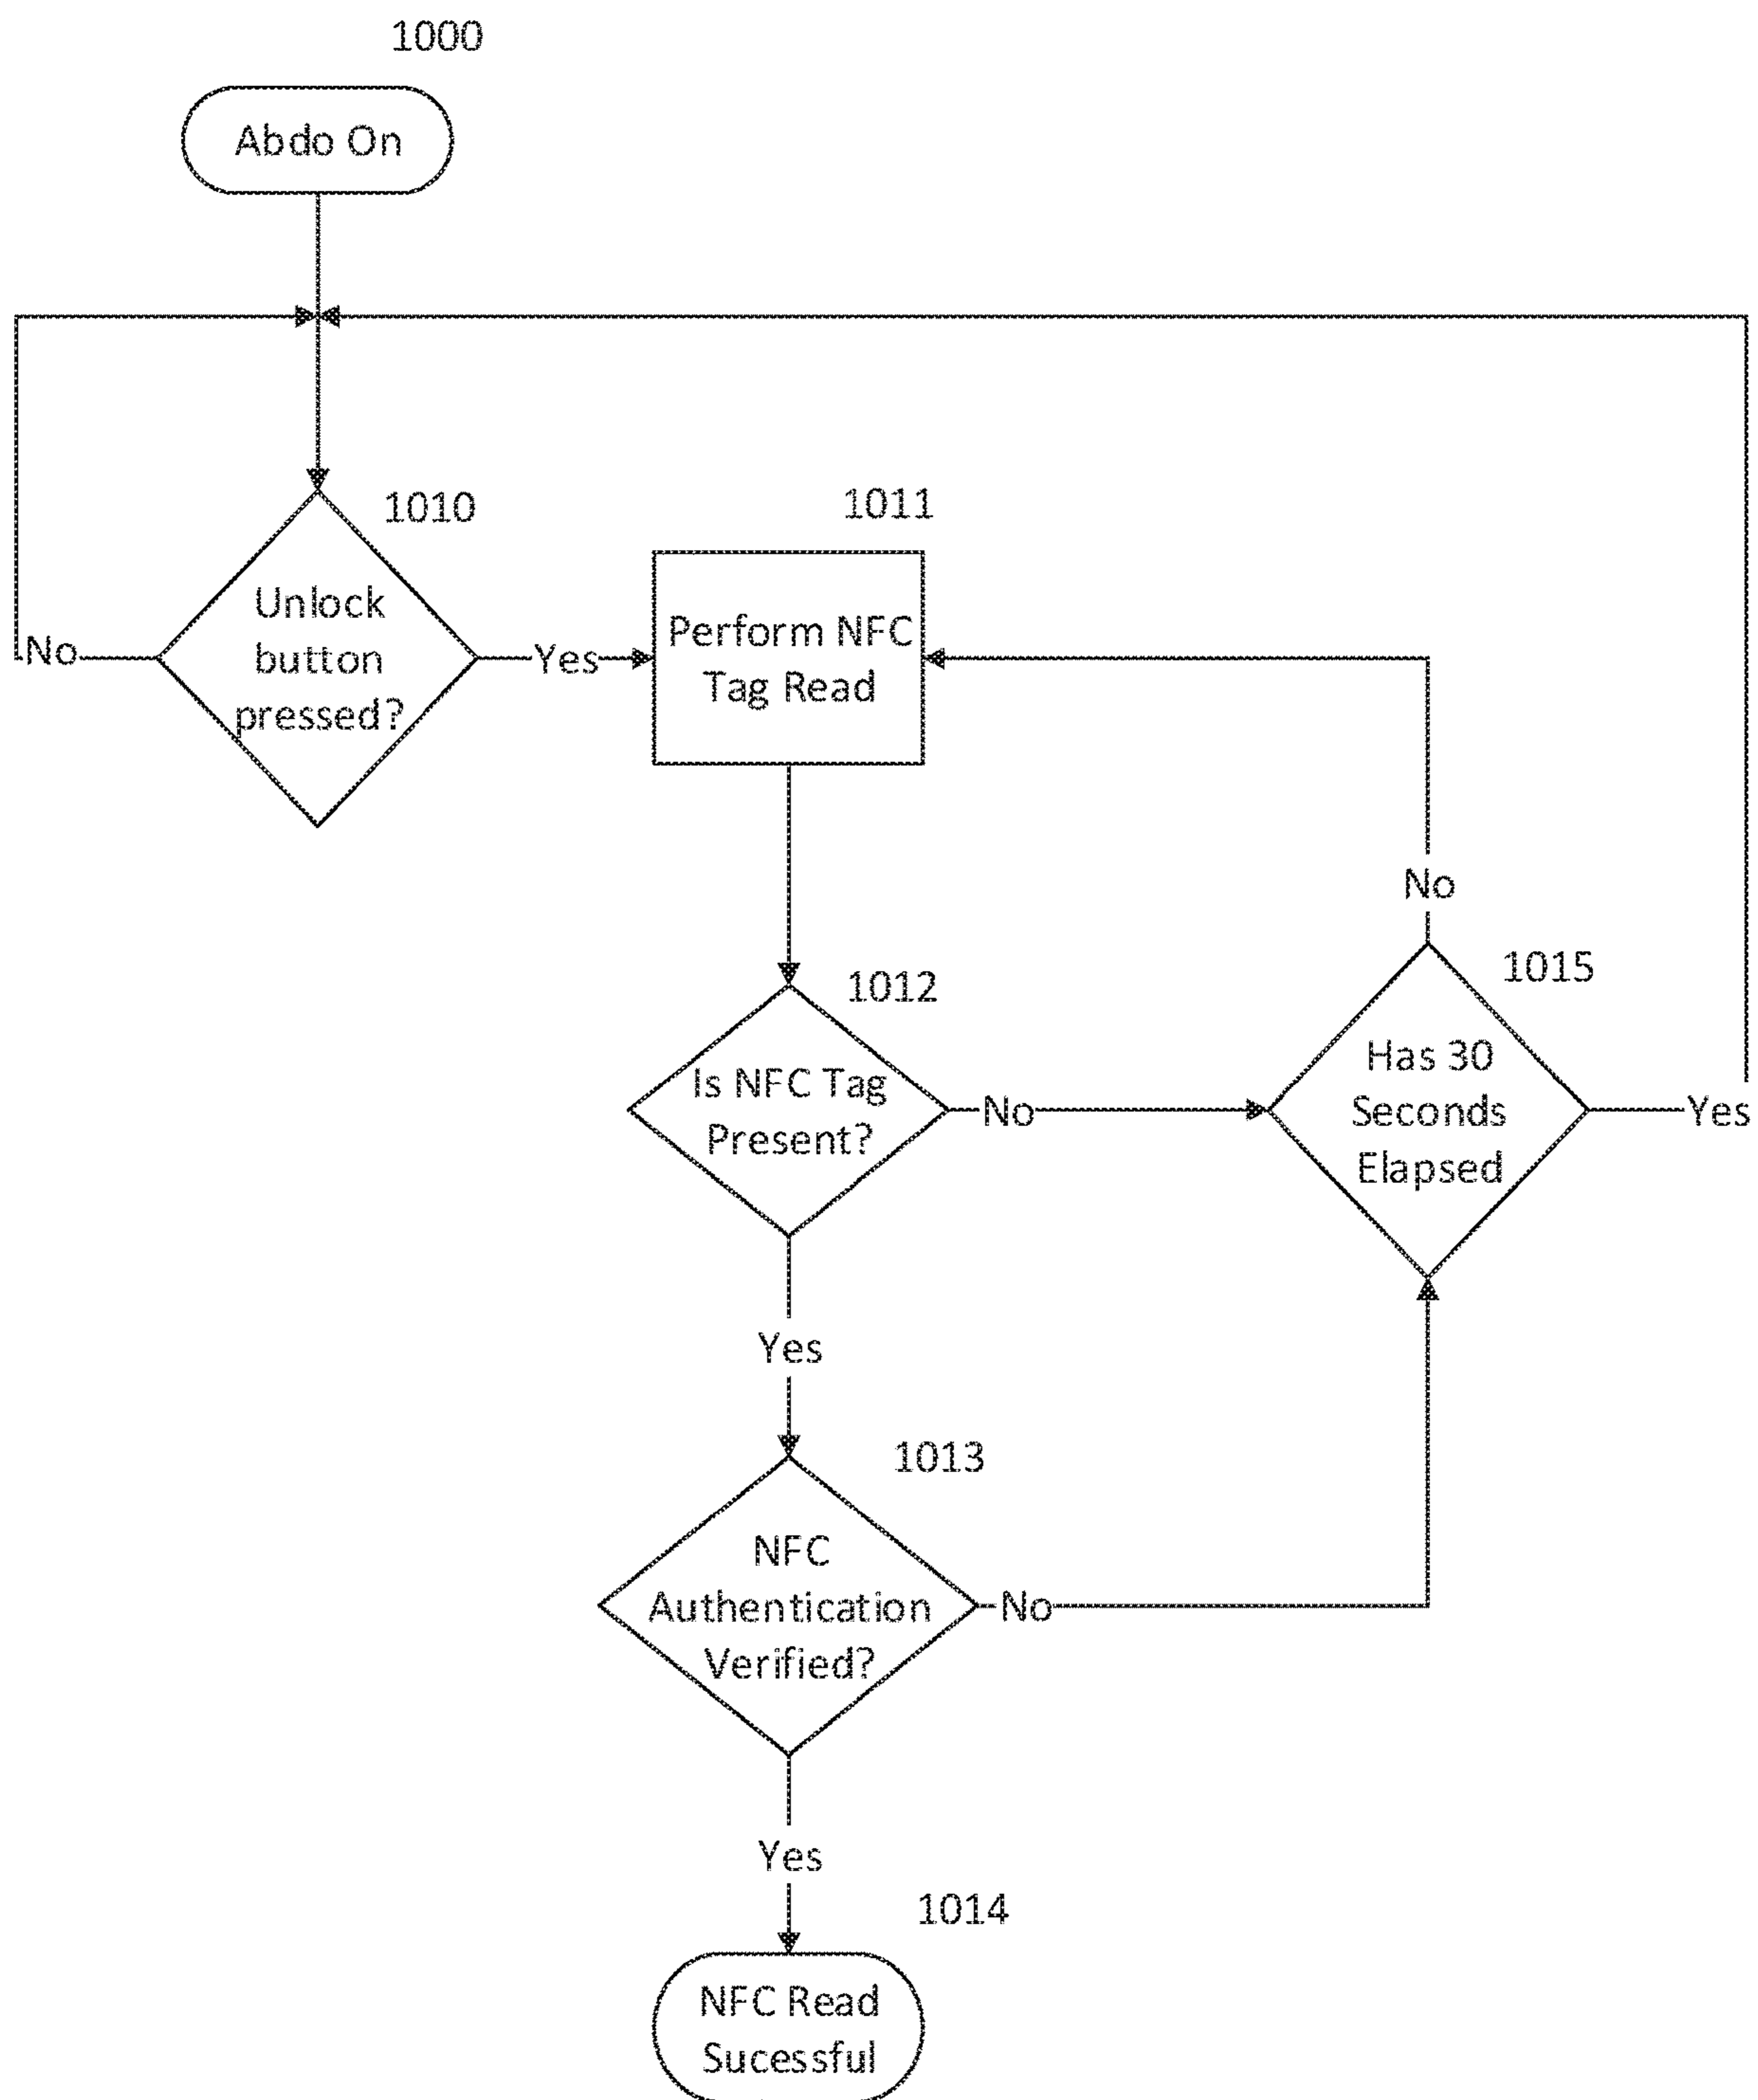 1000
Abdo On
1010
Unlock
button
pressed?
No
Yes
1011
Perform NFC
Tag Read
No
1012
Is NFC Tag
Present?
No
1015
Has 30
Seconds
Elapsed
Yes
Yes
1013
NFC
Authentication
Verified?
No
Yes
1014
NFC Read
Sucessful